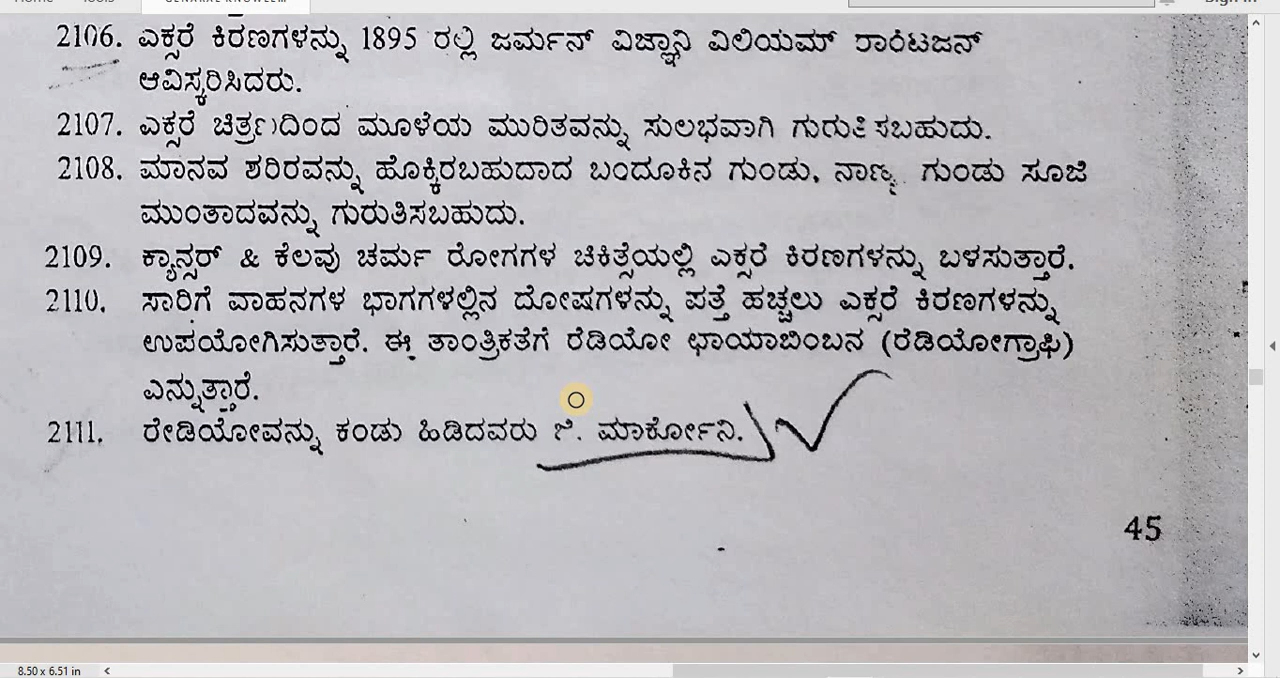 2106. ಎಕ್ಸರೆ ಕಿರಣಗಳನ್ನು 1895 ರಲ್ಲಿ ಜರ್ಮನ್ ವಿಜ್ಞಾನಿ ವಿಲಿಯಮ್ ರಾಂಟಜನ್
ಆವಿಸ್ಕರಿಸಿದರು.
2107. ಎಕ್ಸರೆ ಚಿತ್ರದಿಂದ ಮೂಳೆಯ ಮುರಿತವನ್ನು ಸುಲಭವಾಗಿ ಗುರುತಿಸಬಹುದು.
2108. ಮಾನವ ಶರಿರವನ್ನು ಹೊಕ್ಕಿರಬಹುದಾದ ಬಂದೂಕಿನ ಗುಂಡು, ನಾಣ್ಯ ಗುಂಡು ಸೂಜಿ
ಮುಂತಾದವನ್ನು ಗುರುತಿಸಬಹುದು.
2109. ಕ್ಯಾನ್ಸರ್ & ಕೆಲವು ಚರ್ಮ ರೋಗಗಳ ಚಿಕಿತ್ಸೆಯಲ್ಲಿ ಎಕ್ಸರೆ ಕಿರಣಗಳನ್ನು ಬಳಸುತ್ತಾರೆ.
2110. ಸಾರಿಗೆ ವಾಹನಗಳ ಭಾಗಗಳಲ್ಲಿನ ದೋಷಗಳನ್ನು ಪತ್ತೆ ಹಚ್ಚಲು ಎಕ್ಸರೆ ಕಿರಣಗಳನ್ನು
ಉಪಯೋಗಿಸುತ್ತಾರೆ. ಈ ತಾಂತ್ರಿಕತೆಗೆ ರೆಡಿಯೋ ಛಾಯಾಬಿಂಬನ (ರೆಡಿಯೋಗ್ರಾಫಿ)
ಎನ್ನುತ್ತಾರೆ.
2111. ರೇಡಿಯೋವನ್ನು ಕಂಡು ಹಿಡಿದವರು ಜಿ. ಮಾರ್ಕೋನಿ.
45
8.50 x 6.51 in